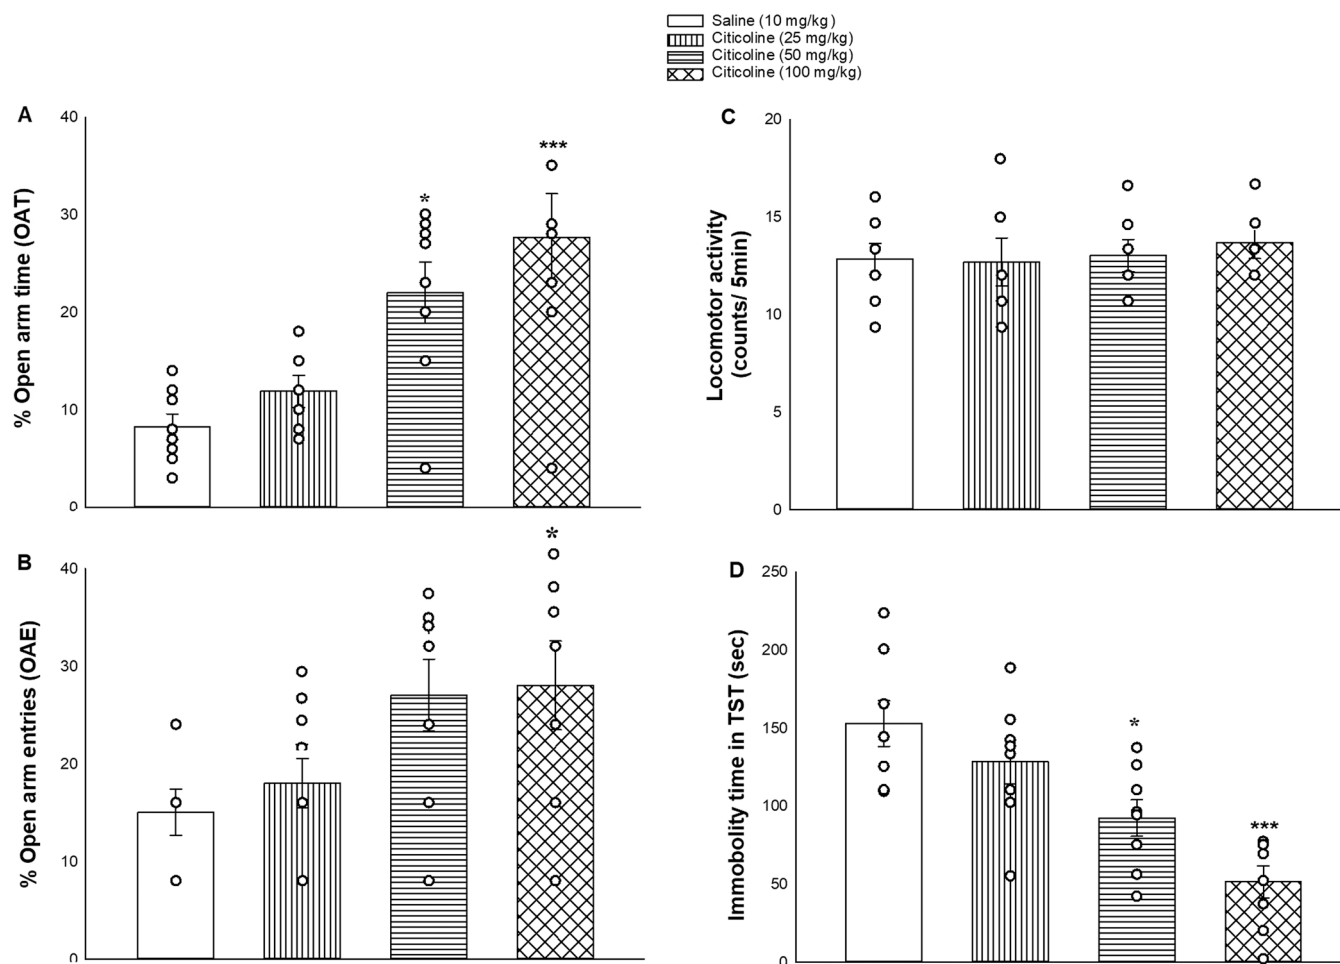 Saline (10 mg/kg)
Citicoline (25 mg/kg)
Citicoline (50 mg/kg)
Citicoline (100 mg/kg)
A
% Open arm time (OAT)
40
30
20
10
0
*
***
C
Locomotor activity
(counts/ 5min)
20
15
10
5
0
B
% Open arm entries (OAE)
40
30
20
10
0
*
D
Immobolity time in TST (sec)
250
200
150
100
50
0
*
***